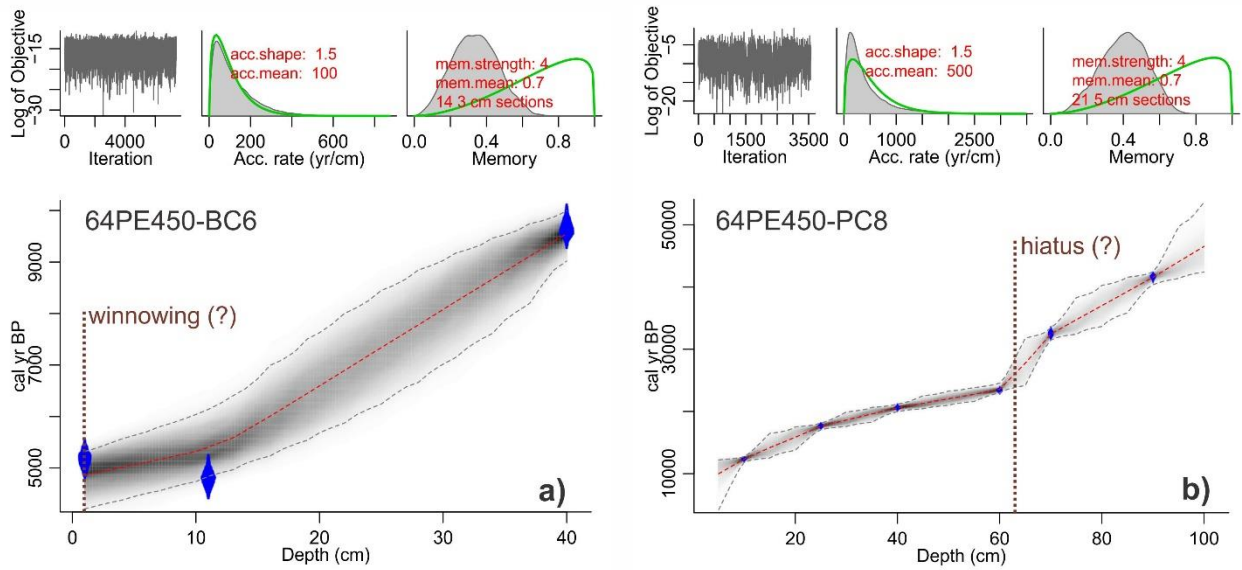 Log of Objective
-30
-15
4000
Iteration
acc.shape: 1.5
acc.mean: 100
0 200 600
Acc. rate (yr/cm)
mem.strength: 4
mem.mean: 0.7
14 3 cm sections
0.0 0.4 0.8
Memory
64PE450-BC6
winnowing (?)
cal yr BP
5000 7000 9000
0 10 20 30 40
Depth (cm)
a)
Log of Objective
-20 -15
0 1500 3500
Iteration
acc.shape: 1.5
acc.mean: 500
0 1000 2500
Acc. rate (yr/cm)
mem.strength: 4
mem.mean: 0.7
21 5 cm sections
0.0 0.4 0.8
Memory
64PE450-PC8
hiatus (?)
cal yr BP
10000 30000 50000
20 40 60 80 100
Depth (cm)
b)